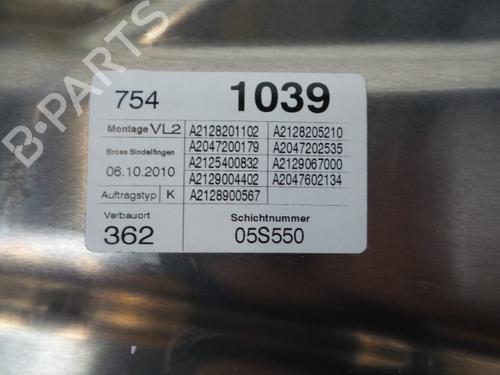 754 1039
Montage VL2 A2128201102 A2128205210
A2047200179 A2047202535
Brose Sindelfingen A2125400832 A2129067000
06.10.2010 A2129004402 A2047602134
Auftragstyp K A2128900567
Verbauort Schichtnummer
362 05S550
B-PARTS